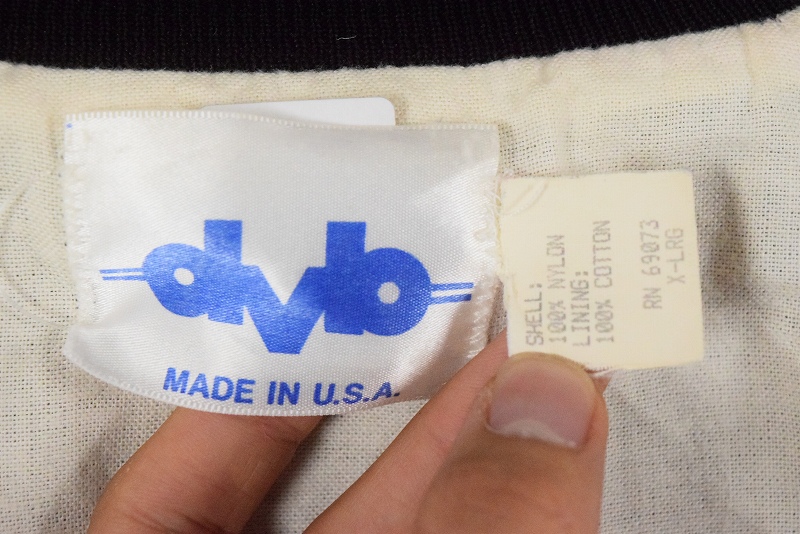 dvb
MADE IN U.S.A.
SHELL:
100% NYLON
LINING:
100% COTTON
RN 69073
X-LRG